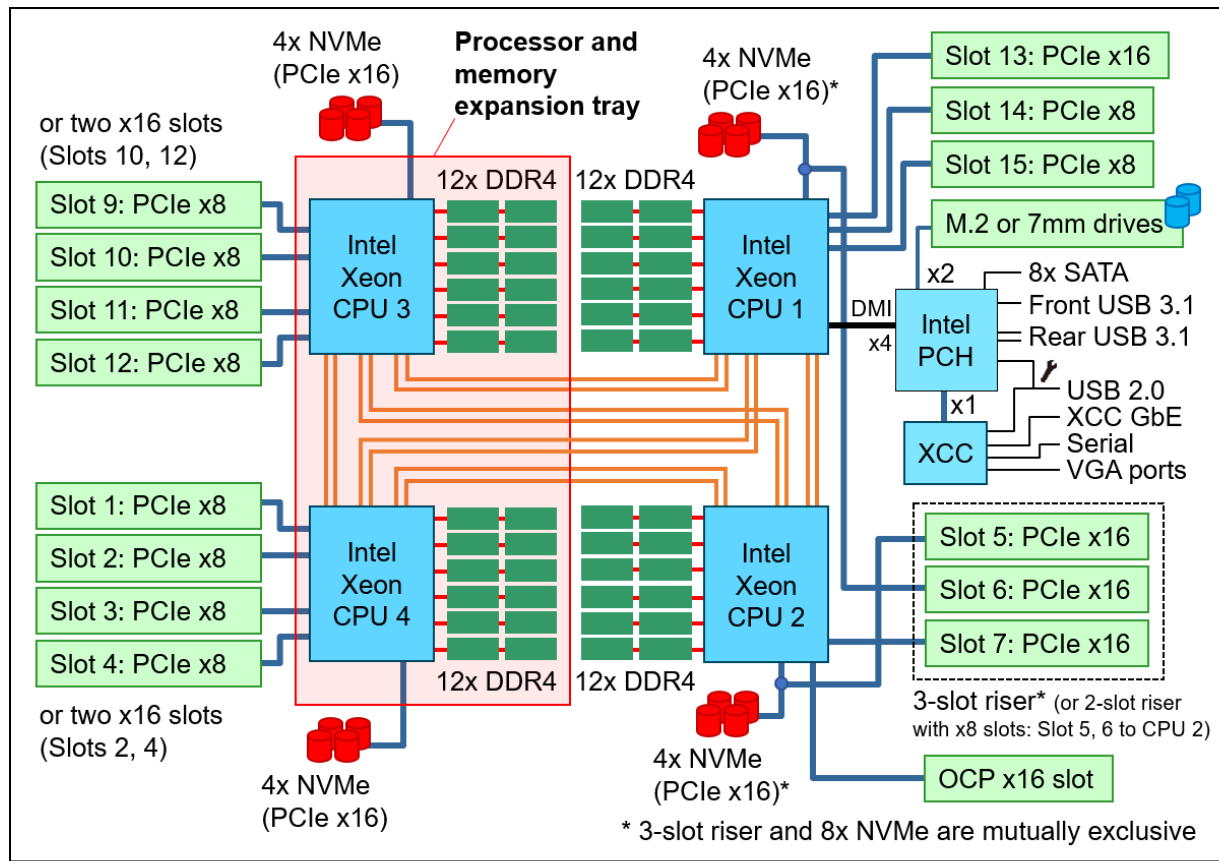 4x NVMe
(PCIe x16)
Processor and
memory
expansion tray
4x NVMe
(PCIe x16)*
or two x16 slots
(Slots 10, 12)
Slot 9: PCIe x8
Slot 10: PCIe x8
Slot 11: PCIe x8
Slot 12: PCIe x8
12x DDR4
12x DDR4
Intel
Xeon
CPU 3
Intel
Xeon
CPU 1
Slot 13: PCIe x16
Slot 14: PCIe x8
Slot 15: PCIe x8
M.2 or 7mm drives
x2
DMI
x4
Intel
PCH
8x SATA
Front USB 3.1
Rear USB 3.1
x1
XCC
USB 2.0
XCC GbE
Serial
VGA ports
Slot 1: PCIe x8
Slot 2: PCIe x8
Slot 3: PCIe x8
Slot 4: PCIe x8
or two x16 slots
(Slots 2, 4)
Intel
Xeon
CPU 4
Intel
Xeon
CPU 2
12x DDR4
12x DDR4
4x NVMe
(PCIe x16)
4x NVMe
(PCIe x16)*
Slot 5: PCIe x16
Slot 6: PCIe x16
Slot 7: PCIe x16
3-slot riser* (or 2-slot riser
with x8 slots: Slot 5, 6 to CPU 2)
OCP x16 slot
* 3-slot riser and 8x NVMe are mutually exclusive